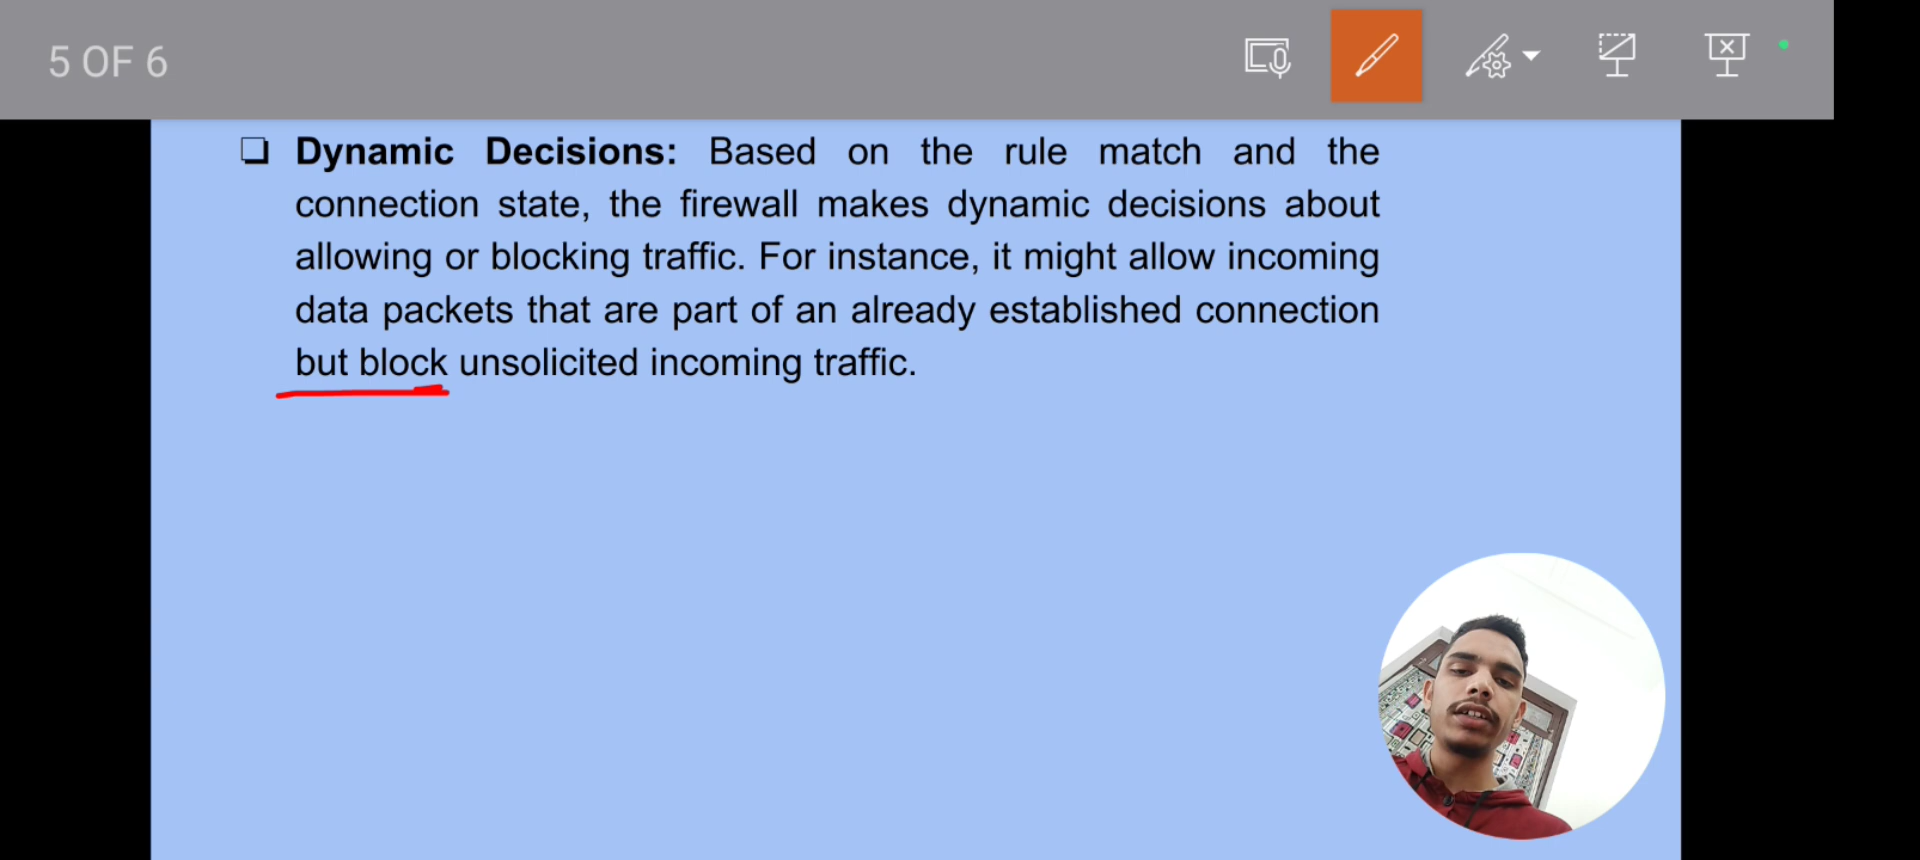 5 OF 6
❑ Dynamic Decisions: Based on the rule match and the
connection state, the firewall makes dynamic decisions about
allowing or blocking traffic. For instance, it might allow incoming
data packets that are part of an already established connection
but block unsolicited incoming traffic.